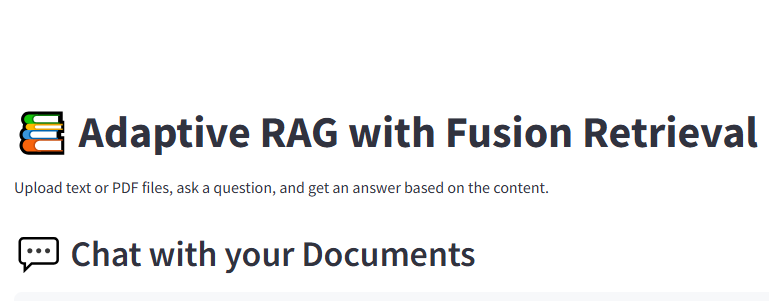 Adaptive RAG with Fusion Retrieval
Upload text or PDF files, ask a question, and get an answer based on the content.
Chat with your Documents